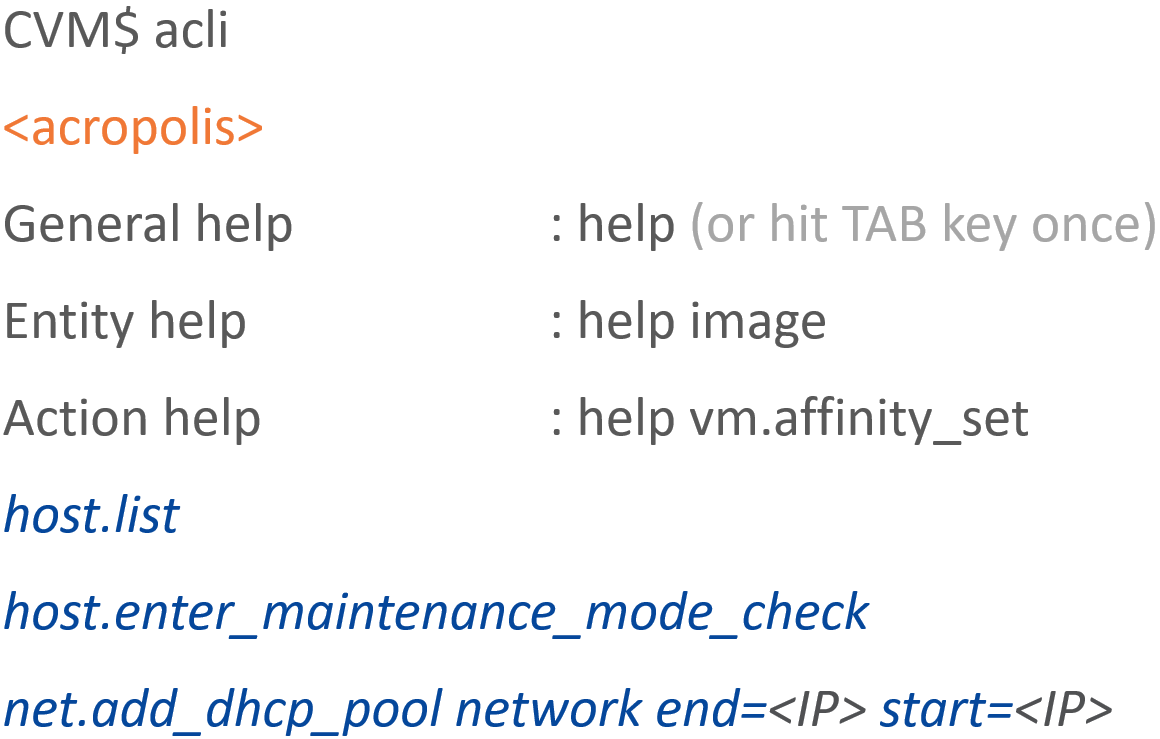 CVM$ acli
<acropolis>
General help : help (or hit TAB key once)
Entity help : help image
Action help : help vm.affinity_set
host.list
host.enter_maintenance_mode_check
net.add_dhcp_pool network end=<IP> start=<IP>